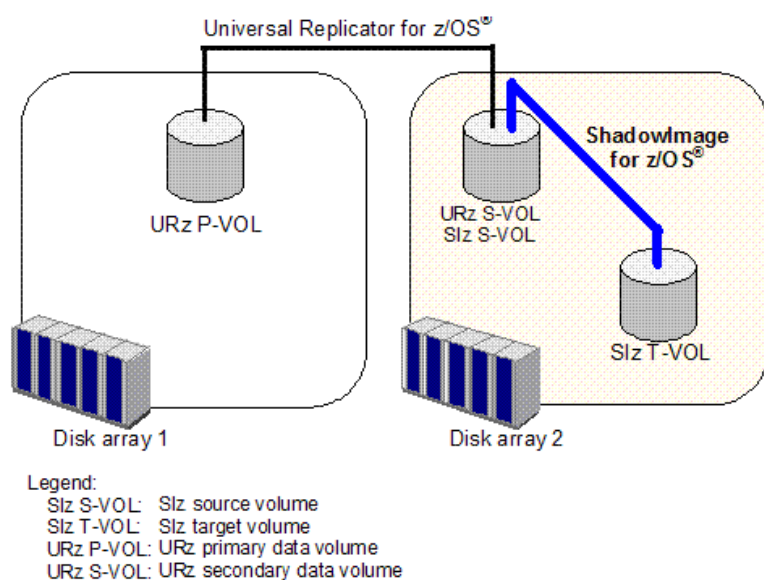 Universal Replicator for z/OS®
ShadowImage
for z/OS®
URz P-VOL
URz S-VOL
SIz S-VOL
SIz T-VOL
Disk array 1
Disk array 2
Legend:
SIz S-VOL: SIz source volume
SIz T-VOL: SIz target volume
URz P-VOL: URz primary data volume
URz S-VOL: URz secondary data volume